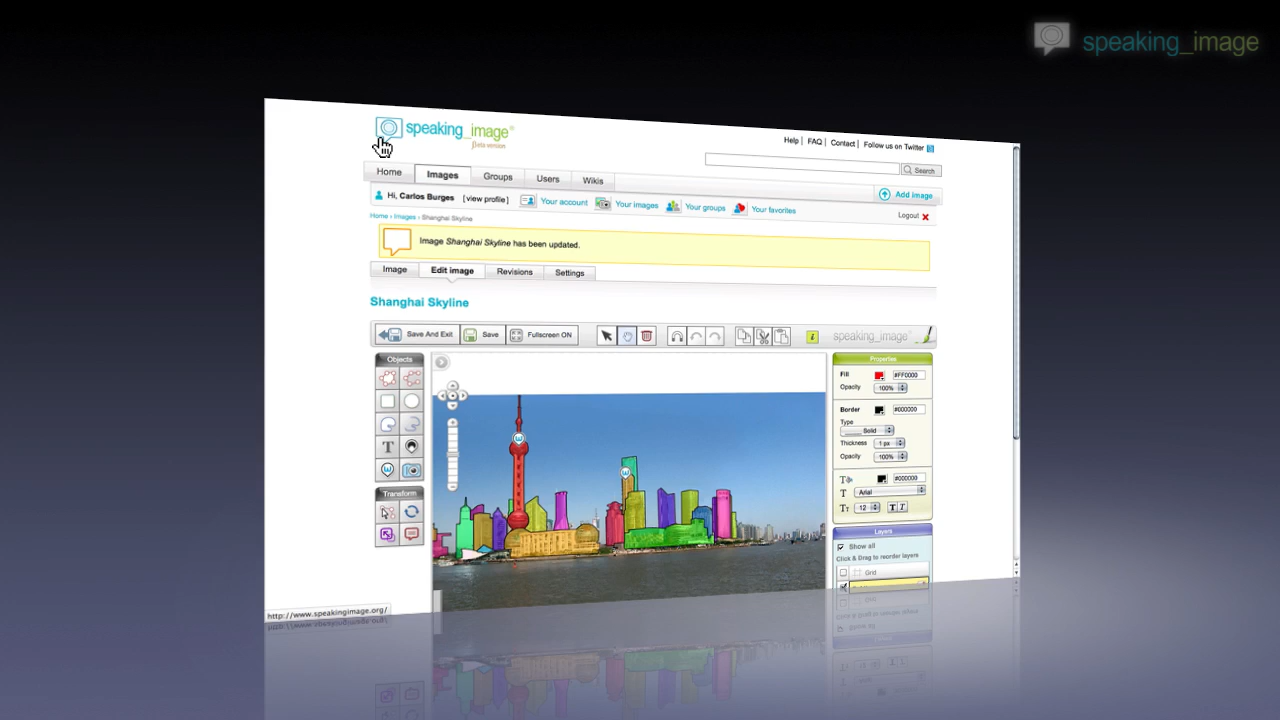 speaking_image
speaking_image®
βeta version
Help | FAQ | Contact | Follow us on Twitter
Search
Home Images Groups Users Wikis
Hi, Carlos Burges [view profile] Your account Your images Your groups Your favorites
Add image
Logout
Home › Images › Shanghai Skyline
Image Shanghai Skyline has been updated.
Image Edit image Revisions Settings
Shanghai Skyline
Save And Exit Save Fullscreen ON
speaking_image®
Objects
Transform
Properties
Fill #FF0000
Opacity 100%
Border #000000
Type
Solid
Thickness 1 px
Opacity 100%
#000000
T Arial
12 T T
Layers
Show all
Click & Drag to reorder layers
Grid
http://www.speakingimage.org/